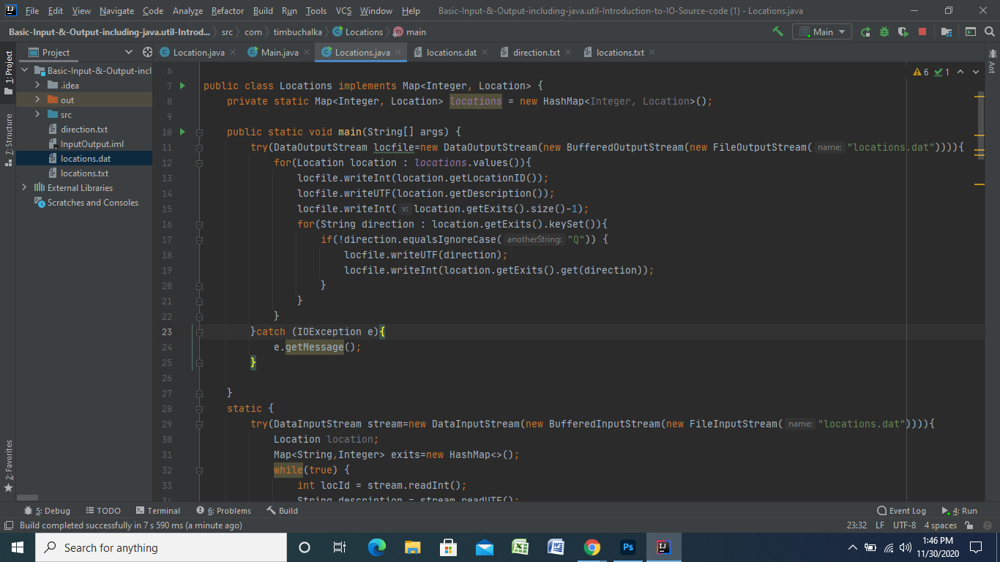 File Edit View Navigate Code Analyze Refactor Build Run Tools VCS Window Help Basic-Input-&-Output-including-java.util-Introduction-to-IO-Source-code (1) - Locations.java
Basic-Input-&-Output-including-java.util-Introd... src com timbuchalka Locations main Main
Project Location.java Main.java Locations.java locations.dat direction.txt locations.txt
1: Project
7: Structure
2: Favorites
Ant
Basic-Input-&-Output-incl
.idea
out
src
direction.txt
InputOutput.iml
locations.dat
locations.txt
External Libraries
Scratches and Consoles
6 1
6
7 public class Locations implements Map<Integer, Location> {
8 private static Map<Integer, Location> locations = new HashMap<Integer, Location>();
9
10 public static void main(String[] args) {
11 try(DataOutputStream locfile=new DataOutputStream(new BufferedOutputStream(new FileOutputStream( name: "locations.dat")))){
12 for(Location location : locations.values()){
13 locfile.writeInt(location.getLocationID());
14 locfile.writeUTF(location.getDescription());
15 locfile.writeInt( v: location.getExits().size()-1);
16 for(String direction : location.getExits().keySet()){
17 if(!direction.equalsIgnoreCase( anotherString: "Q")) {
18 locfile.writeUTF(direction);
19 locfile.writeInt(location.getExits().get(direction));
20 }
21 }
22 }
23 }catch (IOException e){
24 e.getMessage();
25 }
26
27 }
28 static {
29 try(DataInputStream stream=new DataInputStream(new BufferedInputStream(new FileInputStream( name: "locations.dat")))){
30 Location location;
31 Map<String,Integer> exits=new HashMap<>();
32 while(true) {
33 int locId = stream.readInt();
34 String description = stream.readUTF();
5: Debug TODO Terminal 6: Problems Build Event Log 4: Run
Build completed successfully in 7 s 590 ms (a minute ago) 23:32 LF UTF-8 4 spaces
Search for anything
1:46 PM
11/30/2020